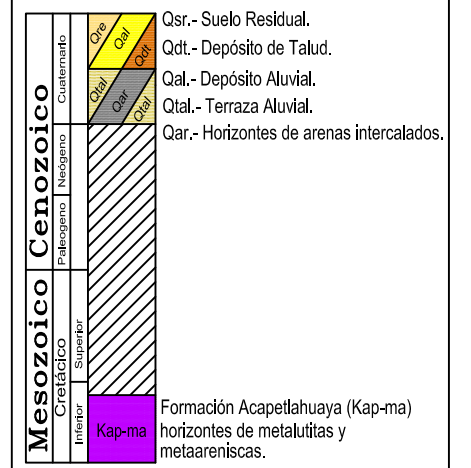 Qsr.- Suelo Residual.
Qdt.- Depósito de Talud.
Qal.- Depósito Aluvial.
Qtal.- Terraza Aluvial.
Qar.- Horizontes de arenas intercalados.
Cenozoico
Cuaternario
Neógeno
Paleogeno
Qre
Qal
Qdt
Qtal
Qar
Qtal
Mesozoico
Cretácico
Superior
Inferior
Kap-ma
Formación Acapetlahuaya (Kap-ma)
horizontes de metalutitas y
metaareniscas.